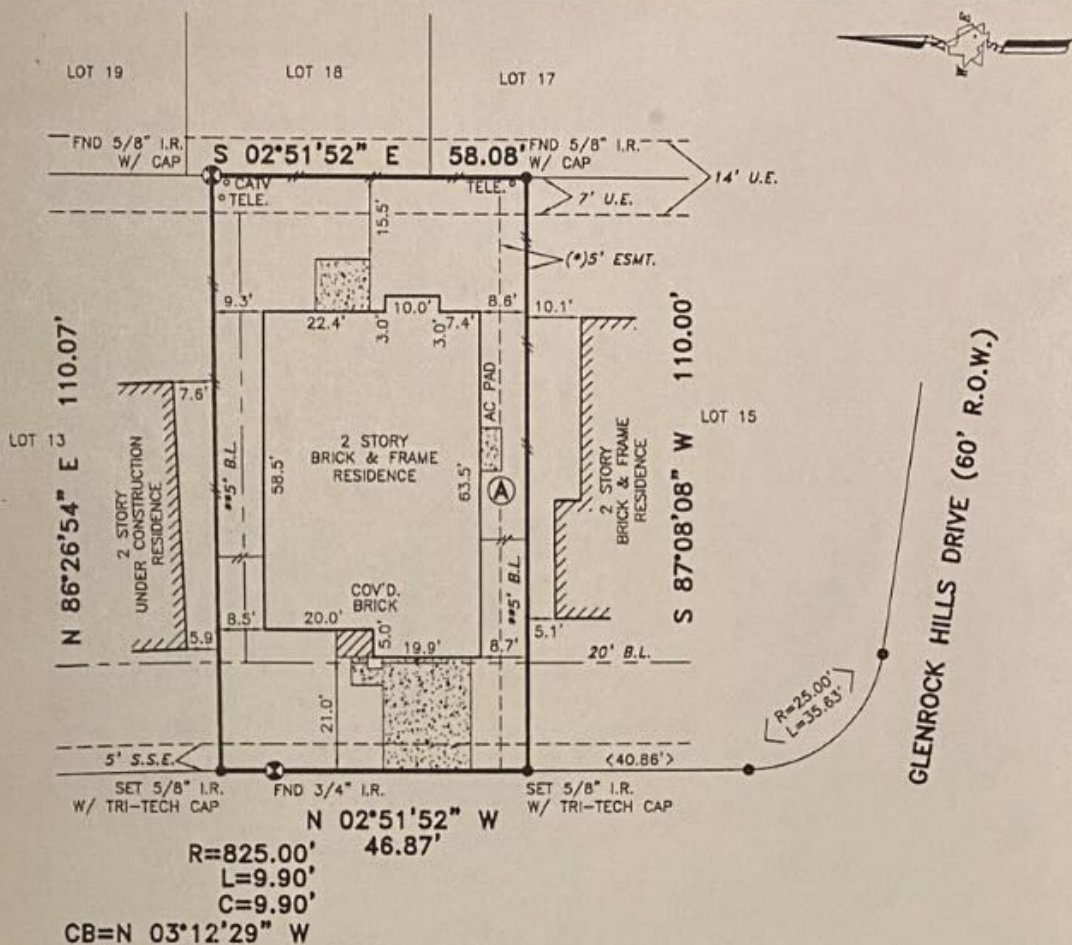 LOT 19
LOT 18
LOT 17
FND 5/8" I.R.
W/ CAP
S 02°51'52" E 58.08'
FND 5/8" I.R.
W/ CAP
14' U.E.
CATV
TELE.
TELE.
7' U.E.
15.5'
(*)5' ESMT.
9.3'
22.4'
3.0'
10.0'
3.0'
7.4'
8.6'
10.1'
N 86°26'54" E 110.07'
S 87°08'08" W 110.00'
7.6'
AC PAD
LOT 13
LOT 15
2 STORY
UNDER CONSTRUCTION
RESIDENCE
**5' B.L.
58.5'
2 STORY
BRICK & FRAME
RESIDENCE
63.5'
A
2 STORY
BRICK & FRAME
RESIDENCE
**5' B.L.
GLENROCK HILLS DRIVE (60' R.O.W.)
COV'D.
BRICK
5.9
8.5'
20.0'
5.0'
19.9'
8.7'
5.1'
20' B.L.
21.0'
R=25.00'
L=35.63'
5' S.S.E.
<40.86'>
SET 5/8" I.R.
W/ TRI-TECH CAP
FND 3/4" I.R.
SET 5/8" I.R.
W/ TRI-TECH CAP
N 02°51'52" W
46.87'
R=825.00'
L=9.90'
C=9.90'
CB=N 03°12'29" W